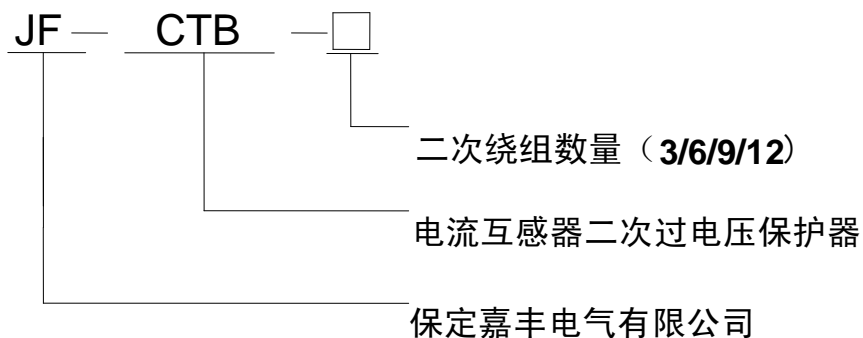 JF — CTB — □
二次绕组数量（3/6/9/12）
电流互感器二次过电压保护器
保定嘉丰电气有限公司